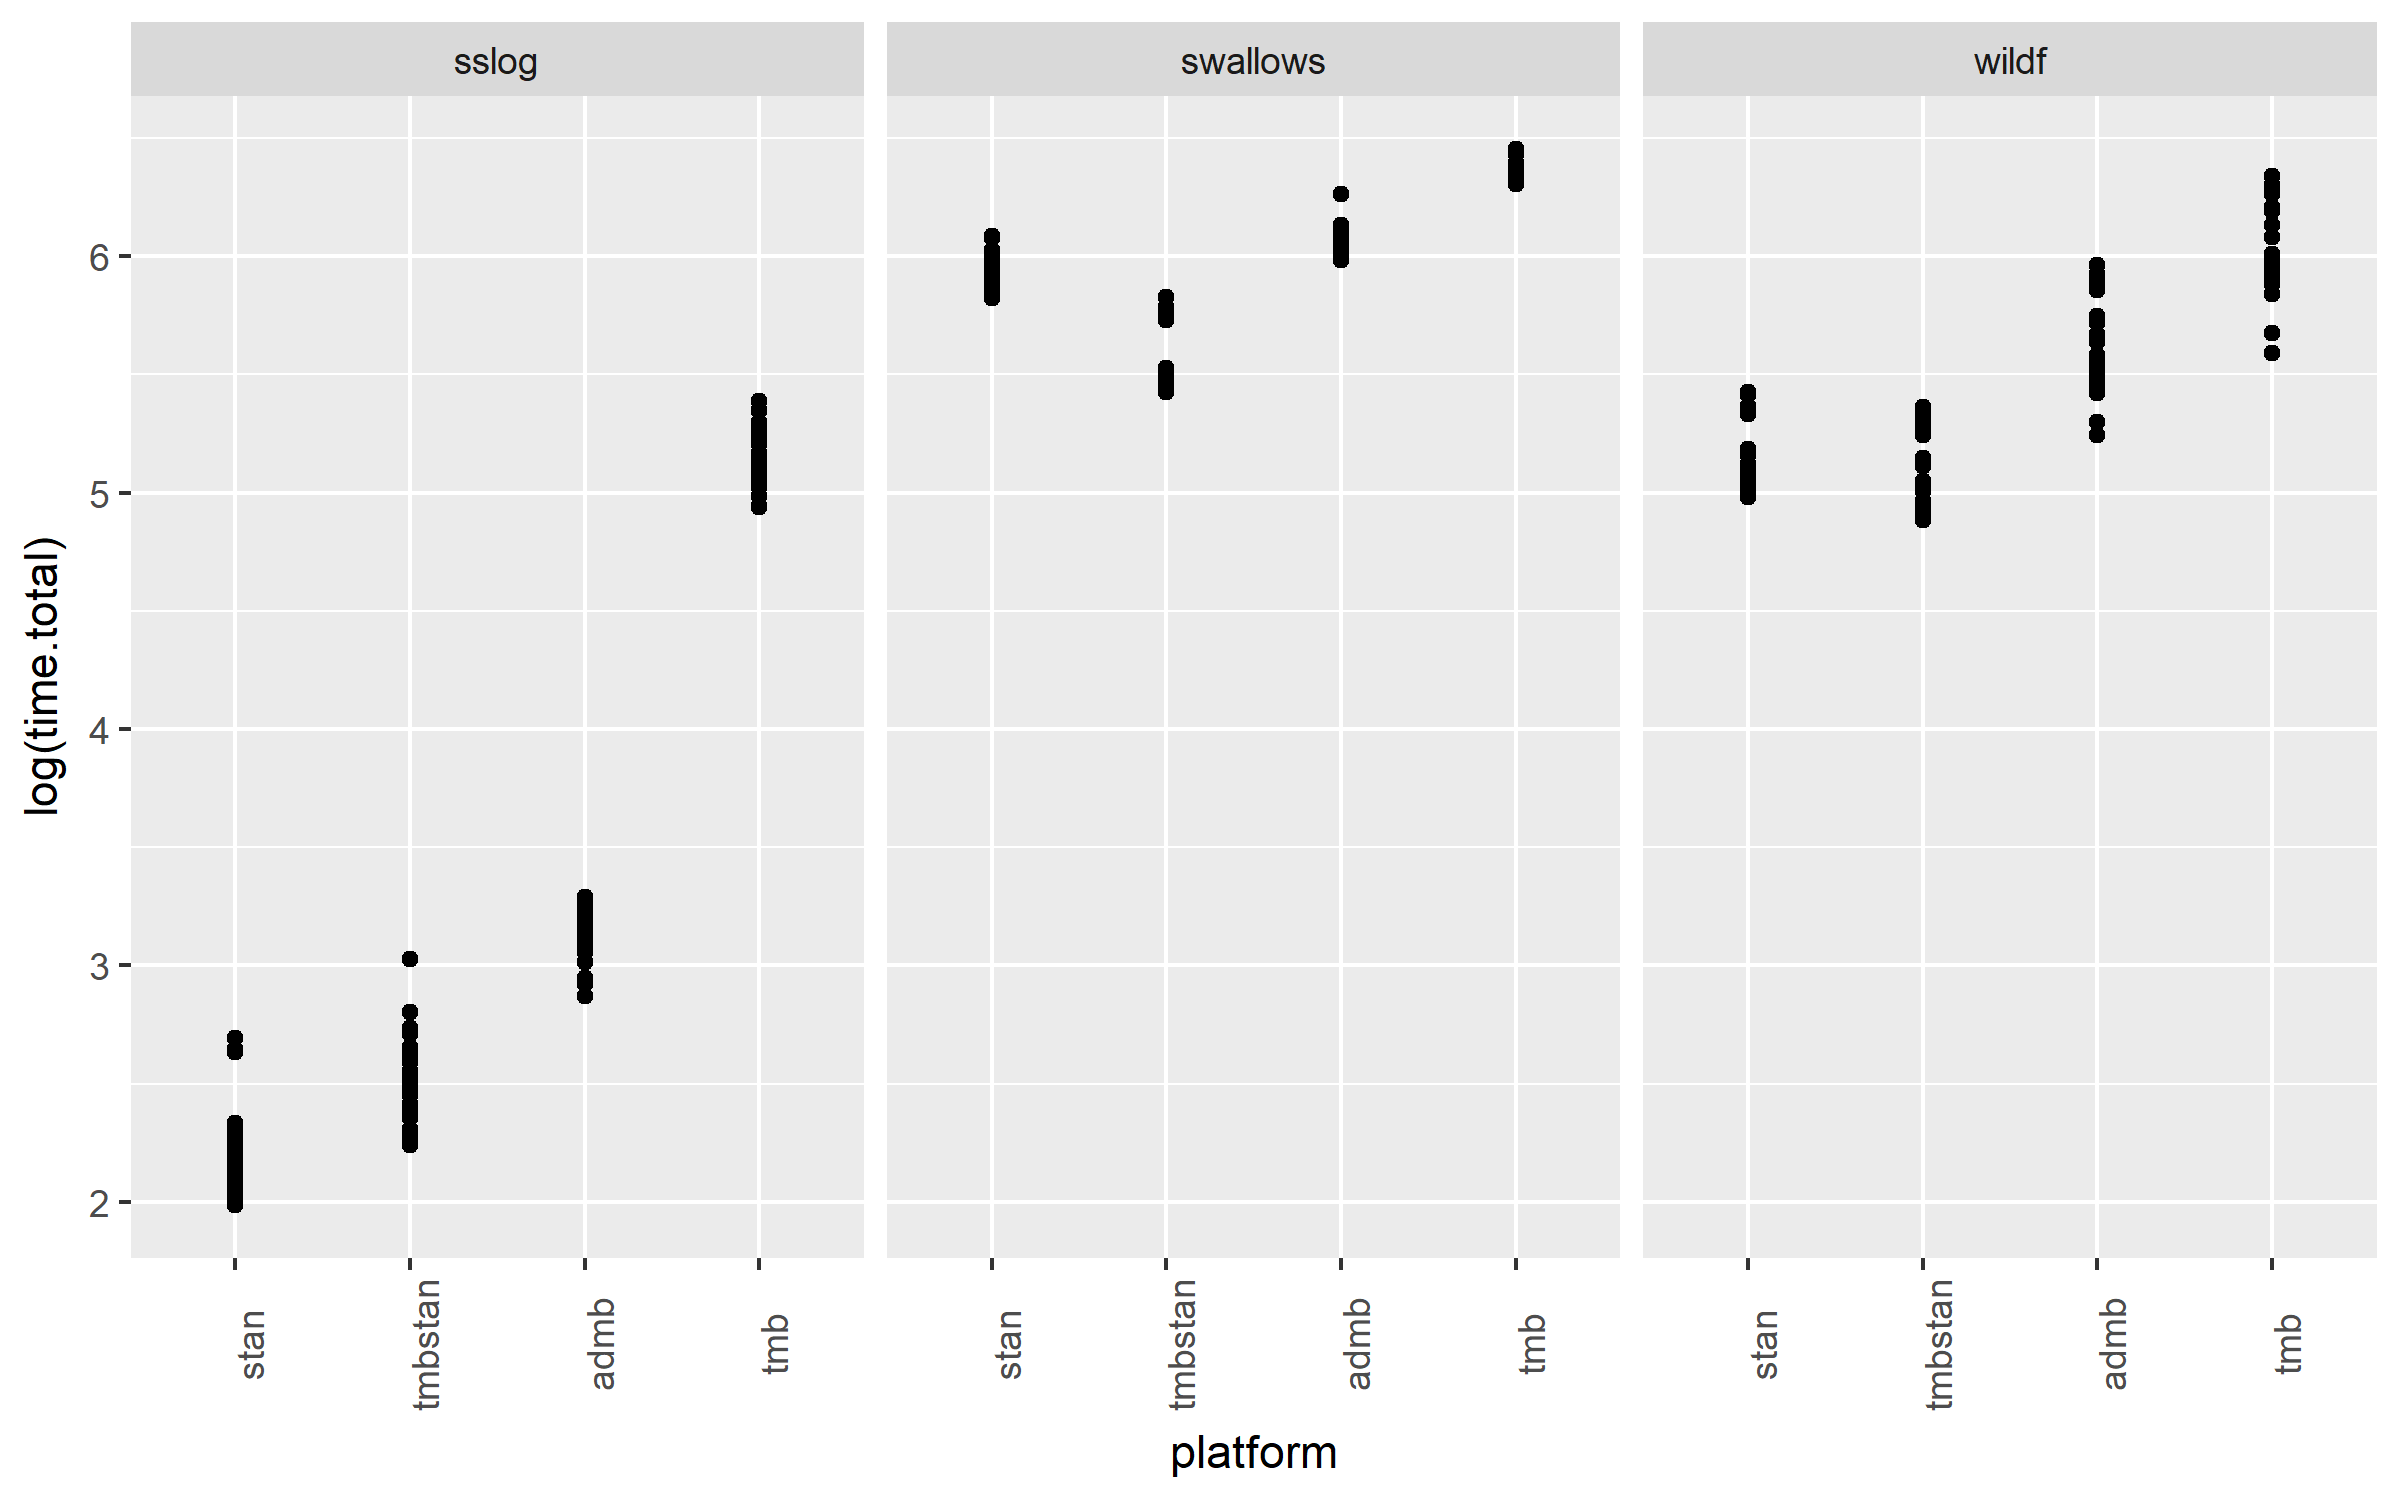 sslog swallows wildf
log(time.total)
6
5
4
3
2
stan tmbstan admb tmb stan tmbstan admb tmb stan tmbstan admb tmb
platform